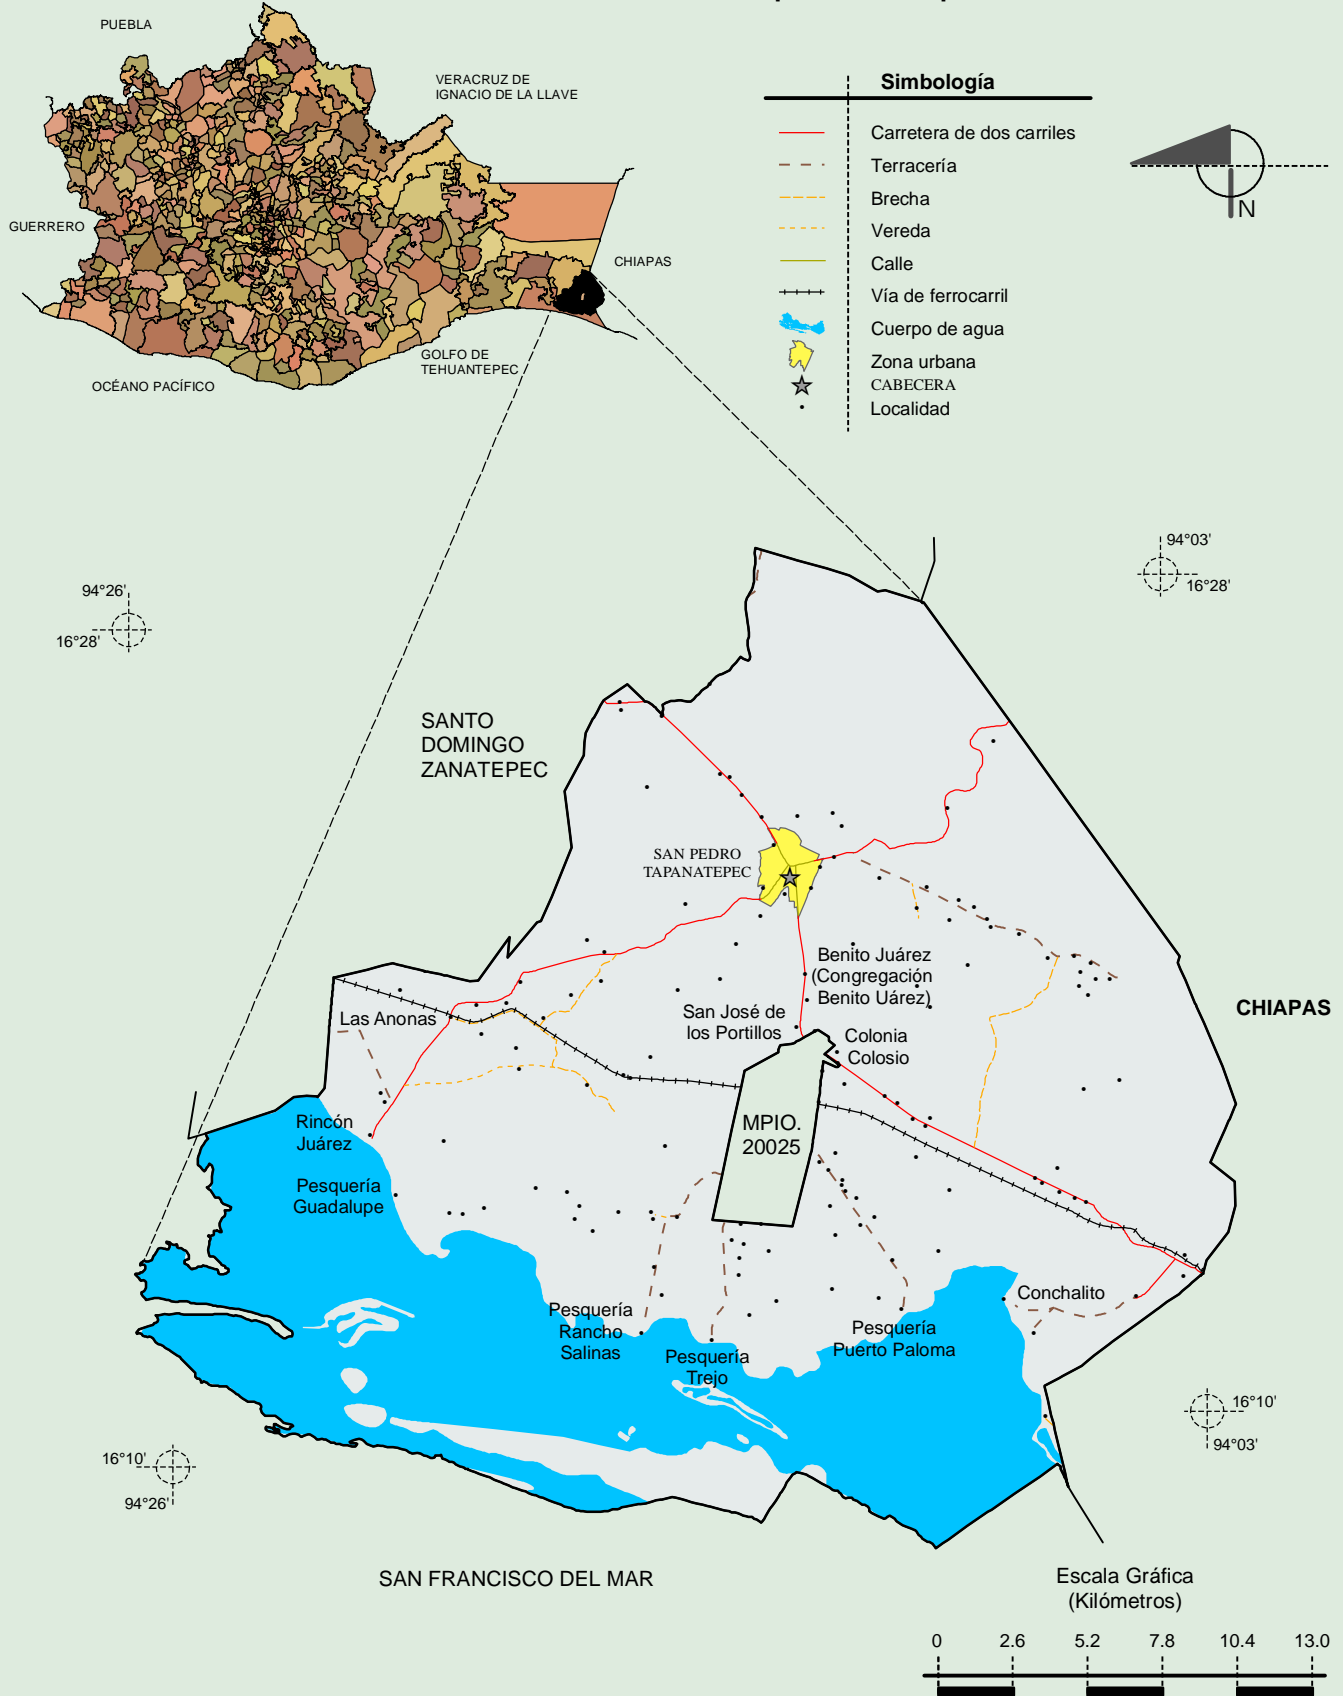 PUEBLA
VERACRUZ DE
IGNACIO DE LA LLAVE
GUERRERO
CHIAPAS
GOLFO DE
TEHUANTEPEC
OCÉANO PACÍFICO
Simbología
Carretera de dos carriles
Terracería
Brecha
Vereda
Calle
Vía de ferrocarril
Cuerpo de agua
Zona urbana
CABECERA
Localidad
N
94°03'
16°28'
94°26'
16°28'
SANTO
DOMINGO
ZANATEPEC
SAN PEDRO
TAPANATEPEC
Benito Juárez
(Congregación
Benito Uárez)
CHIAPAS
San José de
los Portillos
Las Anonas
Colonia
Colosio
MPIO.
20025
Rincón
Juárez
Pesquería
Guadalupe
Conchalito
Pesquería
Rancho
Salinas
Pesquería
Trejo
Pesquería
Puerto Paloma
16°10'
94°03'
16°10'
94°26'
SAN FRANCISCO DEL MAR
Escala Gráfica
(Kilómetros)
0 2.6 5.2 7.8 10.4 13.0